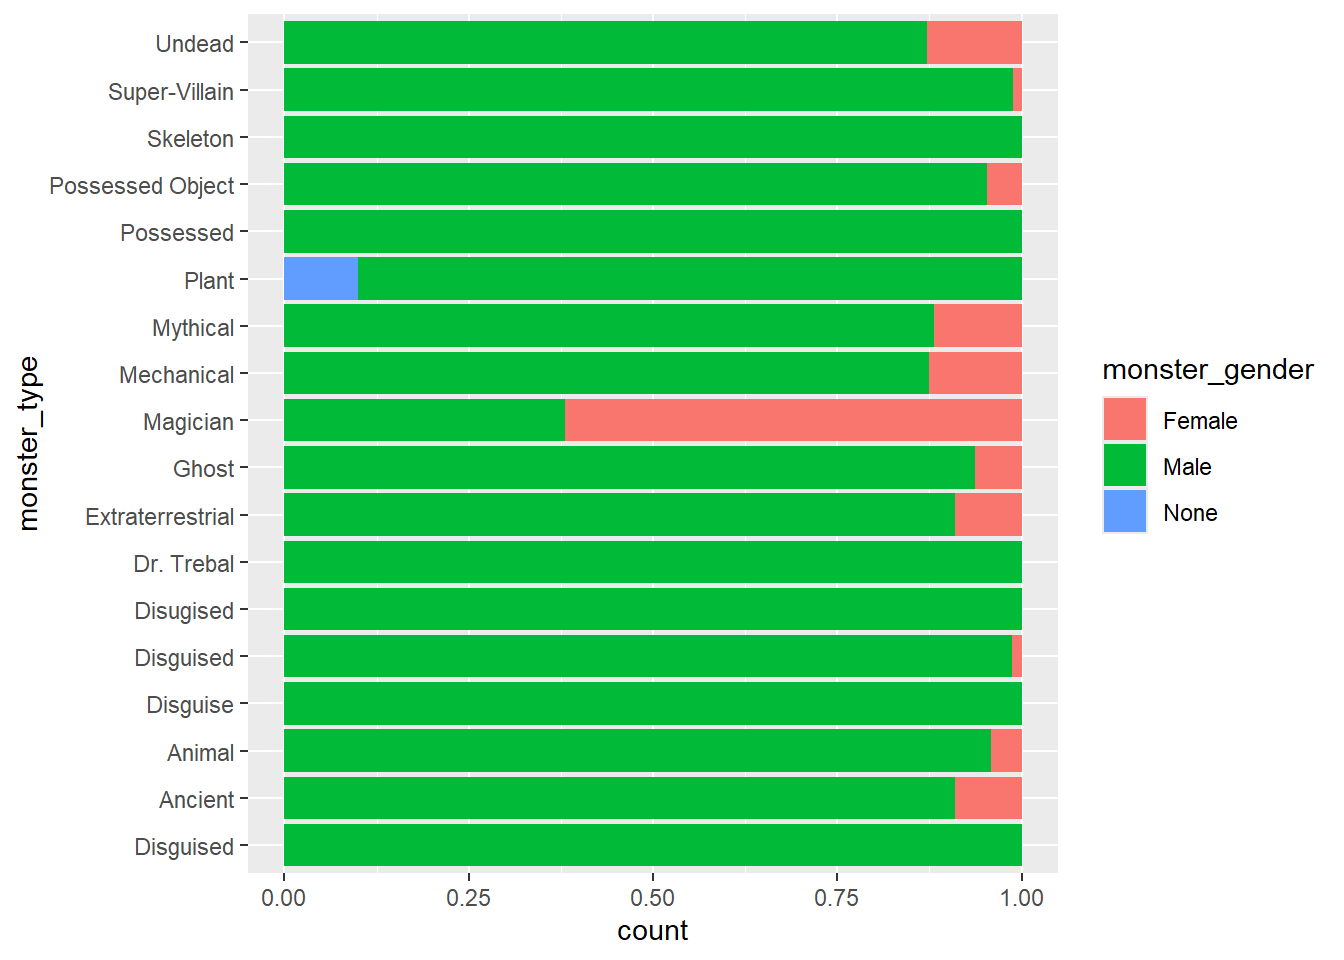 Undead
Super-Villain
Skeleton
Possessed Object
Possessed
Plant
Mythical
Mechanical
Magician
Ghost
Extraterrestrial
Dr. Trebal
Disugised
Disguised
Disguise
Animal
Ancient
Disguised
monster_type
0.00 0.25 0.50 0.75 1.00
count
monster_gender
Female
Male
None